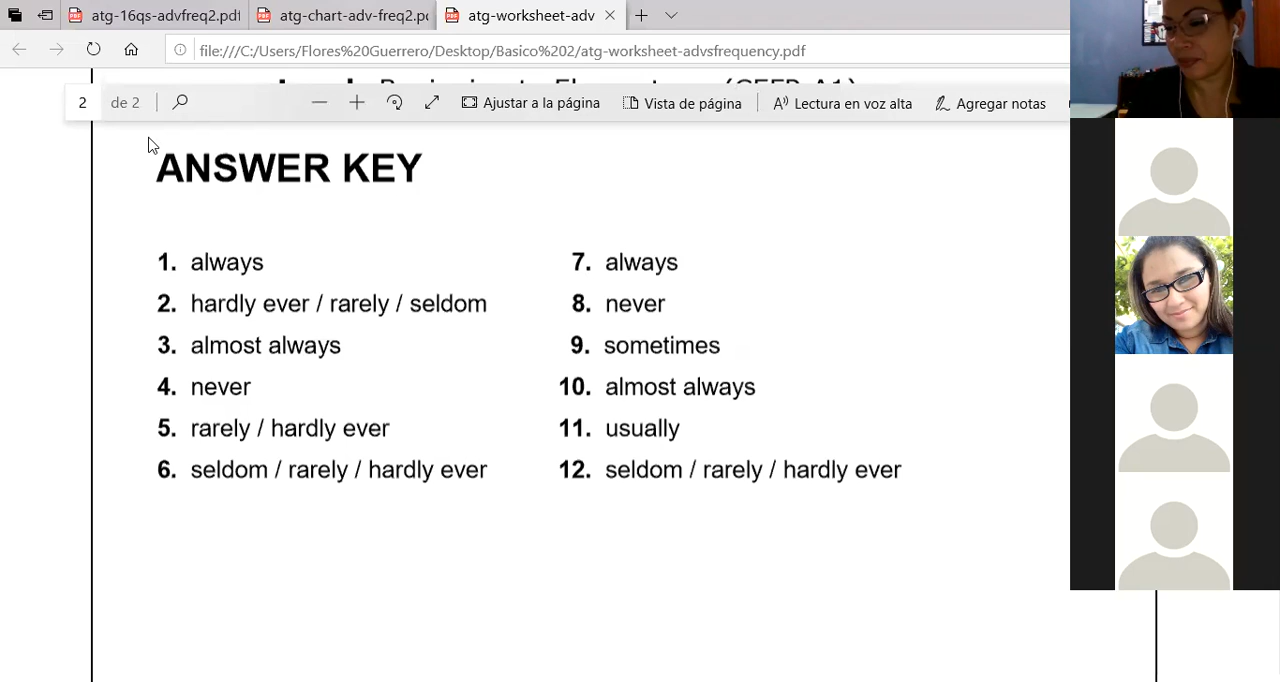 atg-16qs-advfreq2.pdf
atg-chart-adv-freq2.pc
atg-worksheet-adv
file:///C:/Users/Flores%20Guerrero/Desktop/Basico%202/atg-worksheet-advsfrequency.pdf
2 de 2 Ajustar a la página Vista de página Lectura en voz alta Agregar notas
ANSWER KEY
1. always
2. hardly ever / rarely / seldom
3. almost always
4. never
5. rarely / hardly ever
6. seldom / rarely / hardly ever
7. always
8. never
9. sometimes
10. almost always
11. usually
12. seldom / rarely / hardly ever